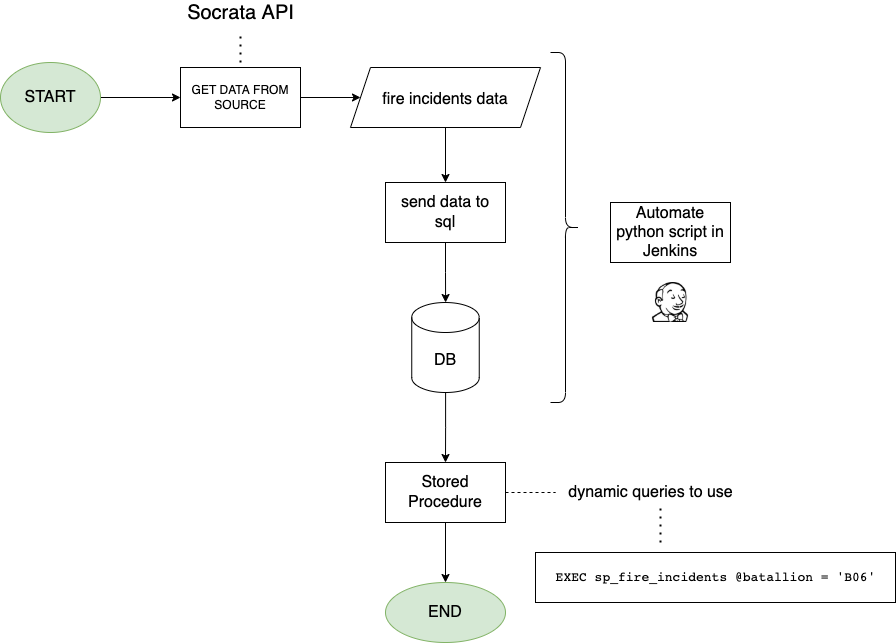 Socrata API
START
GET DATA FROM
SOURCE
fire incidents data
send data to
sql
Automate
python script in
Jenkins
DB
Stored
Procedure
dynamic queries to use
EXEC sp_fire_incidents @batallion = 'B06'
END